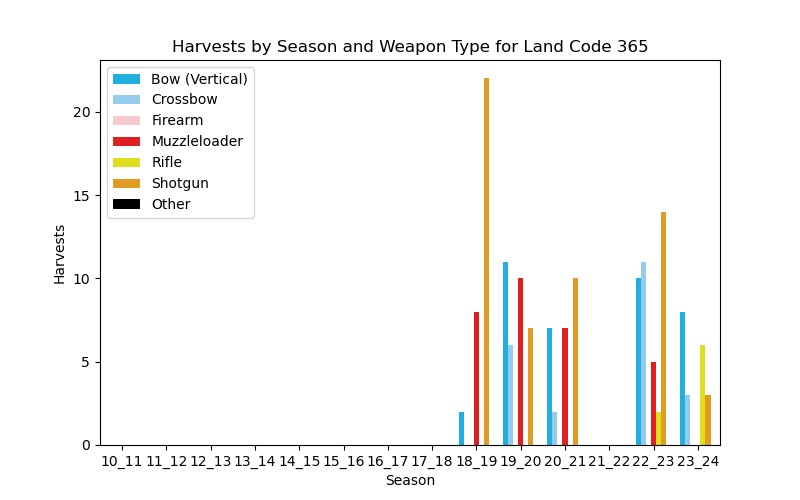 Harvests by Season and Weapon Type for Land Code 365
Bow (Vertical)
Crossbow
Firearm
Muzzleloader
Rifle
Shotgun
Other
20
15
10
5
0
Harvests
10_11 11_12 12_13 13_14 14_15 15_16 16_17 17_18 18_19 19_20 20_21 21_22 22_23 23_24
Season